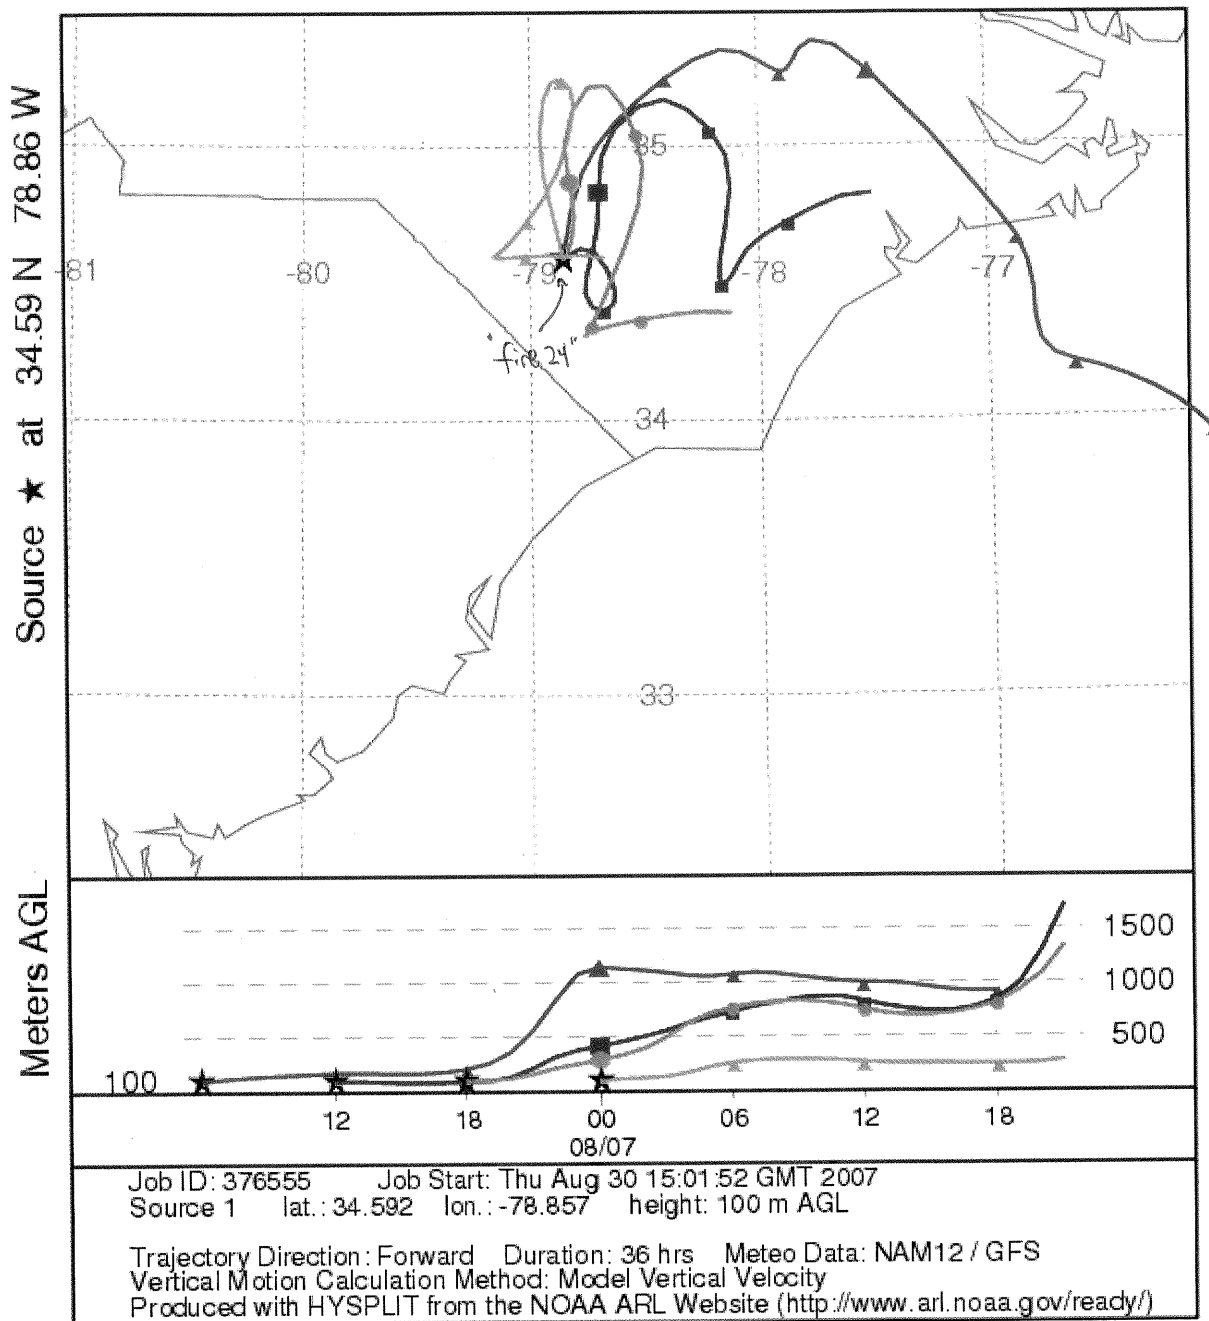 Source ★ at 34.59 N 78.86 W
35
-81 -80 -79 -78 -77
"fire 24"
34
33
Meters AGL
1500
1000
500
100
12 18 00 06 12 18
08/07
Job ID: 376555 Job Start: Thu Aug 30 15:01:52 GMT 2007
Source 1 lat.: 34.592 lon.: -78.857 height: 100 m AGL
Trajectory Direction: Forward Duration: 36 hrs Meteo Data: NAM12 / GFS
Vertical Motion Calculation Method: Model Vertical Velocity
Produced with HYSPLIT from the NOAA ARL Website (http://www.arl.noaa.gov/ready/)